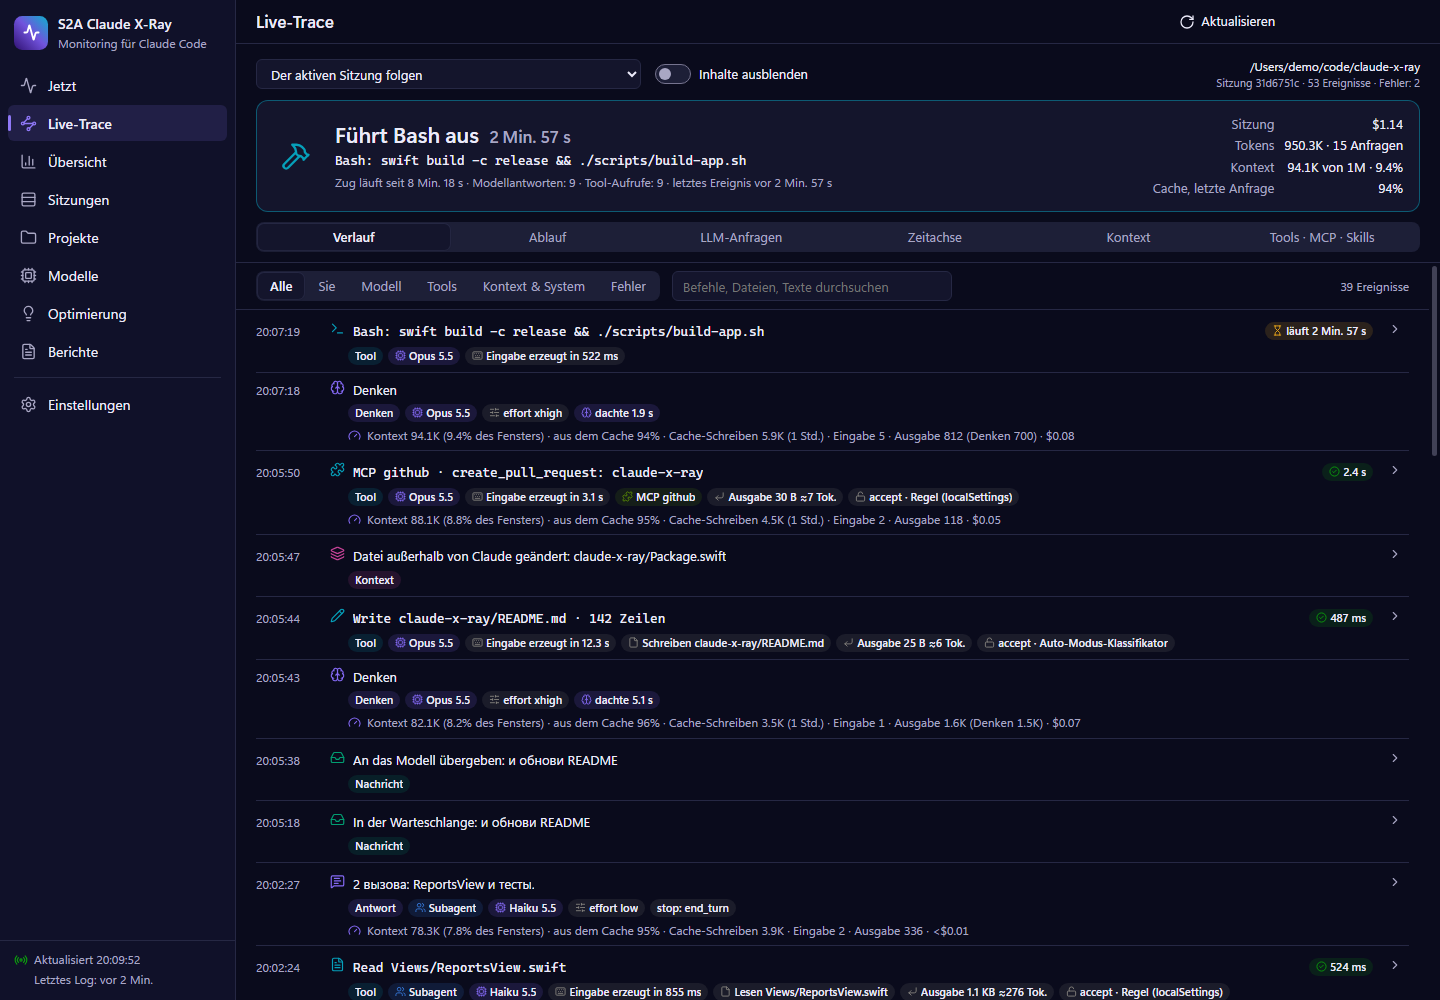 S2A Claude X-Ray
Monitoring für Claude Code
Jetzt
Live-Trace
Übersicht
Sitzungen
Projekte
Modelle
Optimierung
Berichte
Einstellungen
Aktualisiert 20:09:52
Letztes Log: vor 2 Min.
Live-Trace
Aktualisieren
Der aktiven Sitzung folgen
Inhalte ausblenden
/Users/demo/code/claude-x-ray
Sitzung 31d6751c · 53 Ereignisse · Fehler: 2
Führt Bash aus 2 Min. 57 s
Bash: swift build -c release && ./scripts/build-app.sh
Zug läuft seit 8 Min. 18 s · Modellantworten: 9 · Tool-Aufrufe: 9 · letztes Ereignis vor 2 Min. 57 s
Sitzung $1.14
Tokens 950.3K · 15 Anfragen
Kontext 94.1K von 1M · 9.4%
Cache, letzte Anfrage 94%
Verlauf Ablauf LLM-Anfragen Zeitachse Kontext Tools · MCP · Skills
Alle Sie Modell Tools Kontext & System Fehler Befehle, Dateien, Texte durchsuchen 39 Ereignisse
20:07:19 Bash: swift build -c release && ./scripts/build-app.sh läuft 2 Min. 57 s
Tool Opus 5.5 Eingabe erzeugt in 522 ms
20:07:18 Denken
Denken Opus 5.5 effort xhigh dachte 1.9 s
Kontext 94.1K (9.4% des Fensters) · aus dem Cache 94% · Cache-Schreiben 5.9K (1 Std.) · Eingabe 5 · Ausgabe 812 (Denken 700) · $0.08
20:05:50 MCP github · create_pull_request: claude-x-ray 2.4 s
Tool Opus 5.5 Eingabe erzeugt in 3.1 s MCP github Ausgabe 30 B ≈7 Tok. accept · Regel (localSettings)
Kontext 88.1K (8.8% des Fensters) · aus dem Cache 95% · Cache-Schreiben 4.5K (1 Std.) · Eingabe 2 · Ausgabe 118 · $0.05
20:05:47 Datei außerhalb von Claude geändert: claude-x-ray/Package.swift
Kontext
20:05:44 Write claude-x-ray/README.md · 142 Zeilen 487 ms
Tool Opus 5.5 Eingabe erzeugt in 12.3 s Schreiben claude-x-ray/README.md Ausgabe 25 B ≈6 Tok. accept · Auto-Modus-Klassifikator
20:05:43 Denken
Denken Opus 5.5 effort xhigh dachte 5.1 s
Kontext 82.1K (8.2% des Fensters) · aus dem Cache 96% · Cache-Schreiben 3.5K (1 Std.) · Eingabe 1 · Ausgabe 1.6K (Denken 1.5K) · $0.07
20:05:38 An das Modell übergeben: и обнови README
Nachricht
20:05:18 In der Warteschlange: и обнови README
Nachricht
20:02:27 2 вызова: ReportsView и тесты.
Antwort Subagent Haiku 5.5 effort low stop: end_turn
Kontext 78.3K (7.8% des Fensters) · aus dem Cache 95% · Cache-Schreiben 3.9K · Eingabe 2 · Ausgabe 336 · <$0.01
20:02:24 Read Views/ReportsView.swift 524 ms
Tool Subagent Haiku 5.5 Eingabe erzeugt in 855 ms Lesen Views/ReportsView.swift Ausgabe 1.1 KB ≈276 Tok. accept · Regel (localSettings)